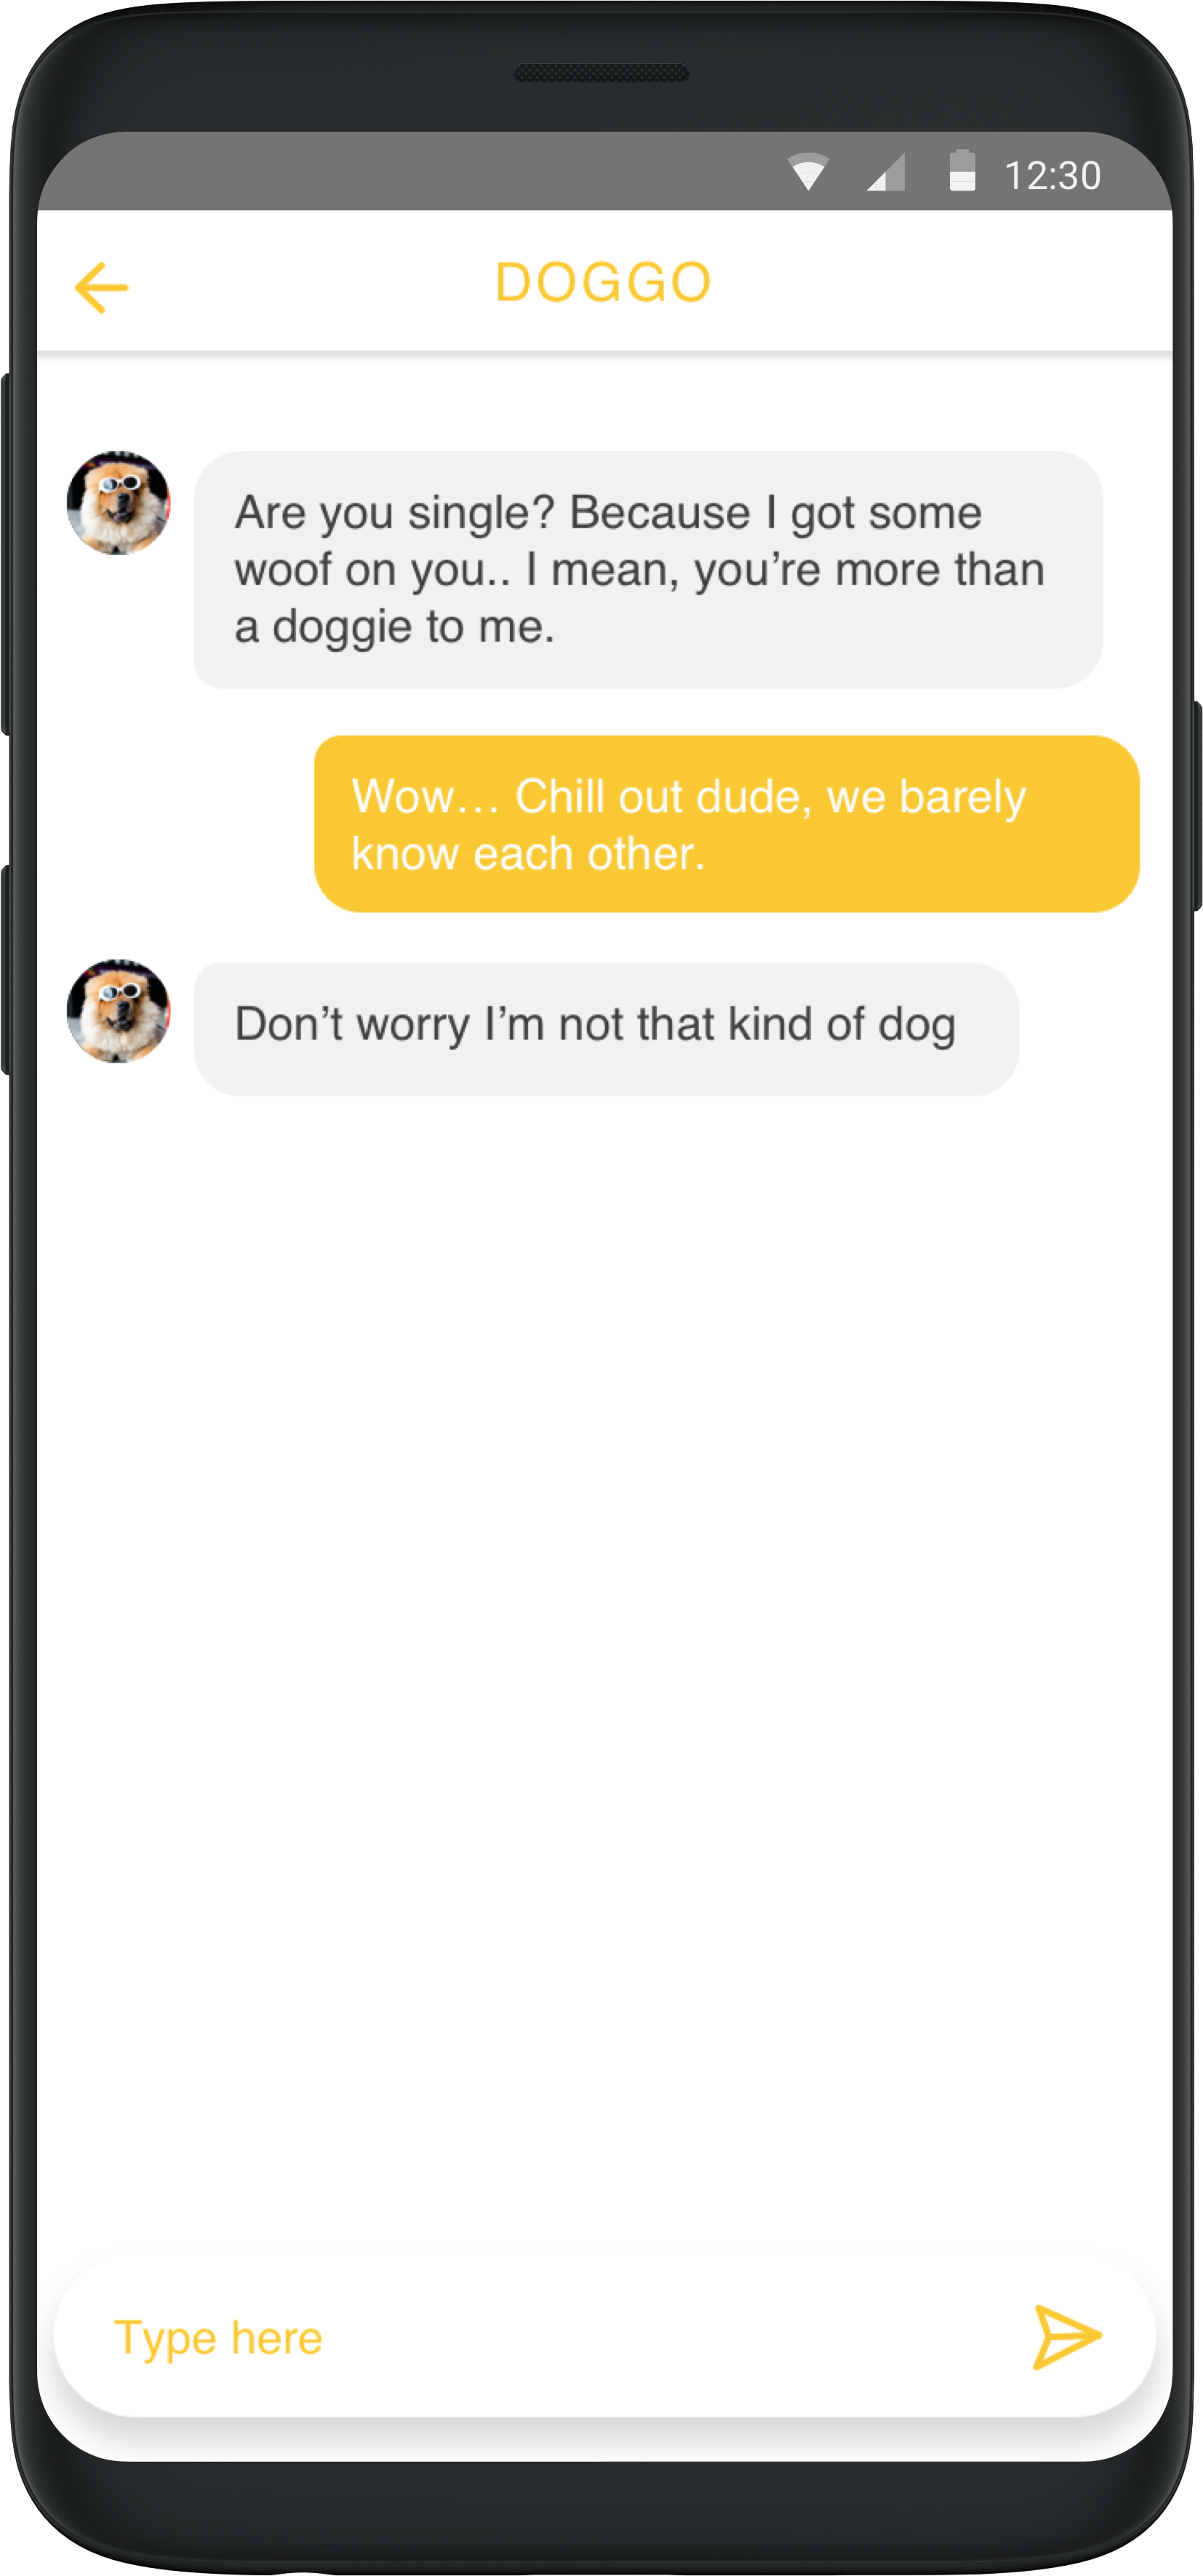 12:30
DOGGO
Are you single? Because I got some
woof on you.. I mean, you’re more than
a doggie to me.
Wow… Chill out dude, we barely
know each other.
Don’t worry I’m not that kind of dog
Type here